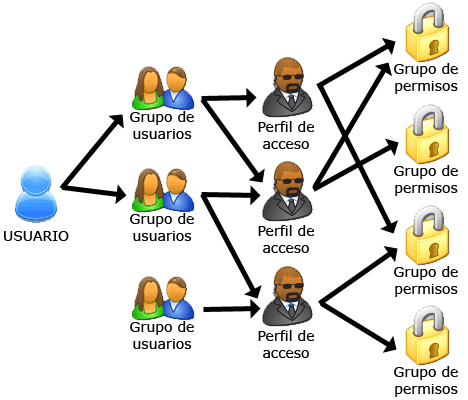 Grupo de
permisos
Grupo de
usuarios
Perfil de
acceso
Grupo de
permisos
USUARIO
Grupo de
usuarios
Perfil de
acceso
Grupo de
permisos
Grupo de
usuarios
Perfil de
acceso
Grupo de
permisos